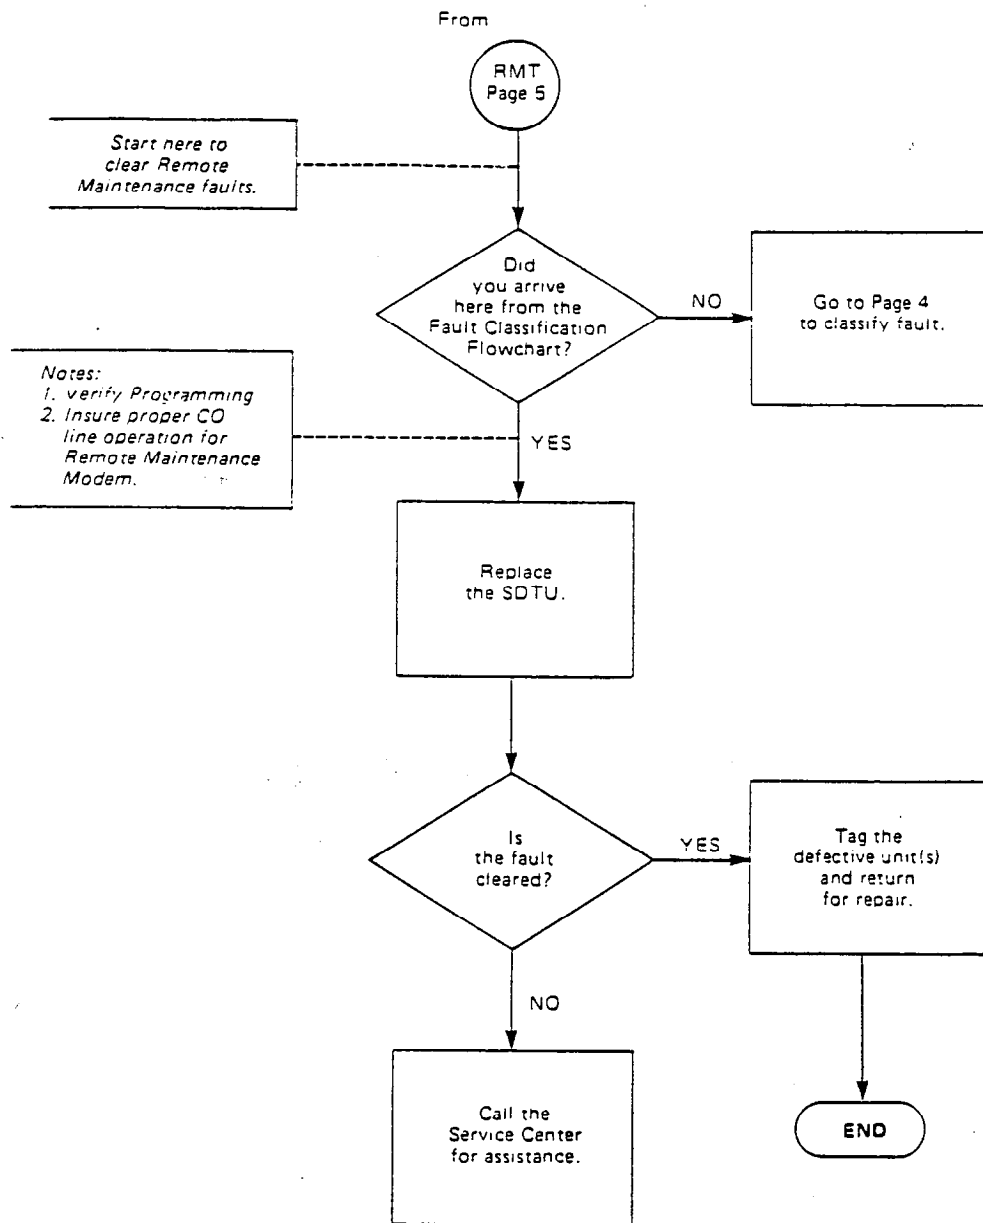 From
RMT
Page 5
Start here to
clear Remote
Maintenance faults.
Did
you arrive
here from the
Fault Classification
Flowchart?
NO
Go to Page 4
to classify fault.
Notes:
1. Verify Programming
2. Insure proper CO
line operation for
Remote Maintenance
Modem.
YES
Replace
the SDTU.
Is
the fault
cleared?
YES
Tag the
defective unit(s)
and return
for repair.
NO
Call the
Service Center
for assistance.
END